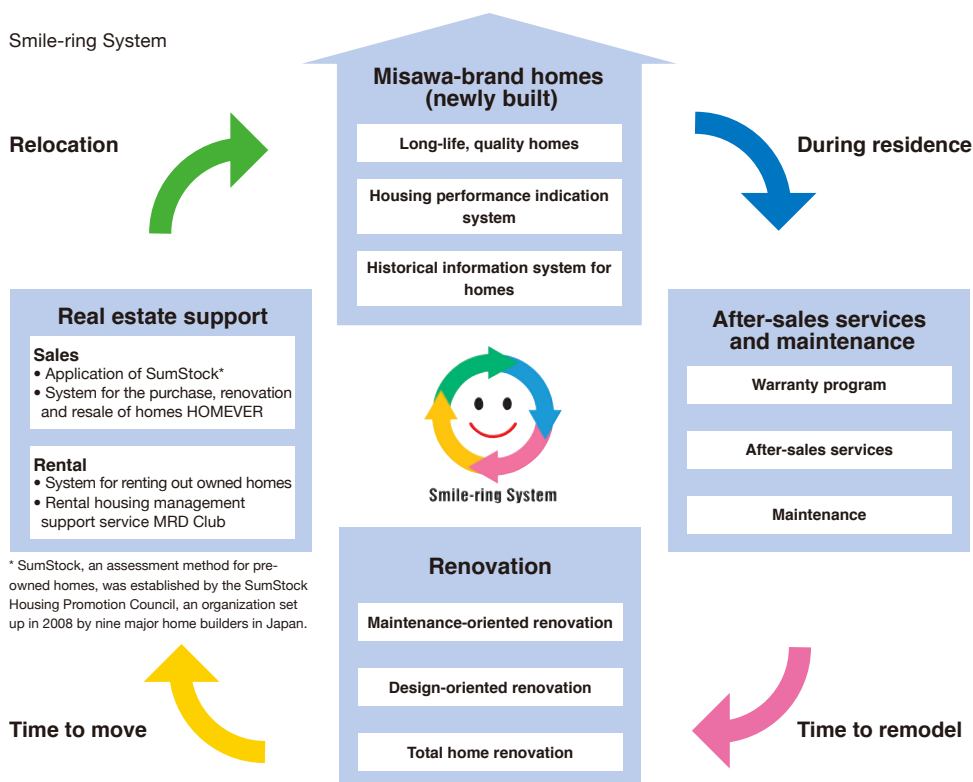 Smile-ring System
Misawa-brand homes
(newly built)
Long-life, quality homes
Housing performance indication
system
Historical information system for
homes
Relocation
During residence
Real estate support
Sales
• Application of SumStock*
• System for the purchase, renovation
and resale of homes HOMEVER
Rental
• System for renting out owned homes
• Rental housing management
support service MRD Club
* SumStock, an assessment method for pre-
owned homes, was established by the SumStock
Housing Promotion Council, an organization set
up in 2008 by nine major home builders in Japan.
Smile-ring System
After-sales services
and maintenance
Warranty program
After-sales services
Maintenance
Renovation
Maintenance-oriented renovation
Design-oriented renovation
Total home renovation
Time to move
Time to remodel